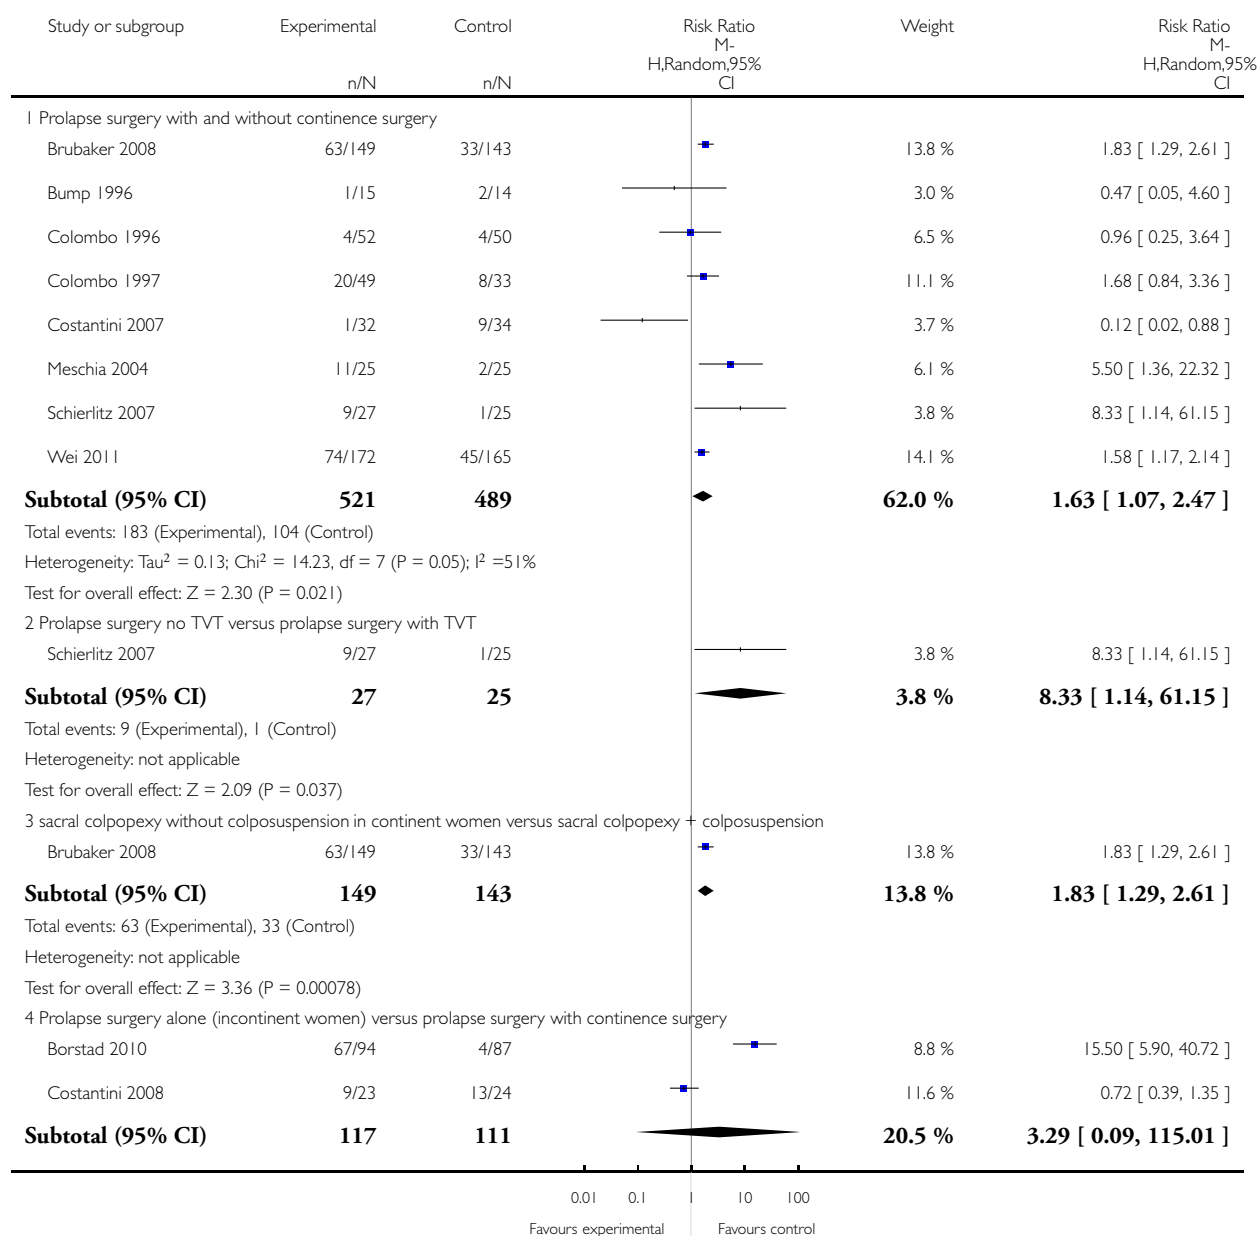 Study or subgroup Experimental Control Risk Ratio Weight Risk Ratio
M- M-
H,Random,95% H,Random,95%
n/N n/N CI CI
1 Prolapse surgery with and without continence surgery
Brubaker 2008 63/149 33/143 13.8 % 1.83 [ 1.29, 2.61 ]
Bump 1996 1/15 2/14 3.0 % 0.47 [ 0.05, 4.60 ]
Colombo 1996 4/52 4/50 6.5 % 0.96 [ 0.25, 3.64 ]
Colombo 1997 20/49 8/33 11.1 % 1.68 [ 0.84, 3.36 ]
Costantini 2007 1/32 9/34 3.7 % 0.12 [ 0.02, 0.88 ]
Meschia 2004 11/25 2/25 6.1 % 5.50 [ 1.36, 22.32 ]
Schierlitz 2007 9/27 1/25 3.8 % 8.33 [ 1.14, 61.15 ]
Wei 2011 74/172 45/165 14.1 % 1.58 [ 1.17, 2.14 ]
Subtotal (95% CI) 521 489 62.0 % 1.63 [ 1.07, 2.47 ]
Total events: 183 (Experimental), 104 (Control)
Heterogeneity: Tau² = 0.13; Chi² = 14.23, df = 7 (P = 0.05); I² =51%
Test for overall effect: Z = 2.30 (P = 0.021)
2 Prolapse surgery no TVT versus prolapse surgery with TVT
Schierlitz 2007 9/27 1/25 3.8 % 8.33 [ 1.14, 61.15 ]
Subtotal (95% CI) 27 25 3.8 % 8.33 [ 1.14, 61.15 ]
Total events: 9 (Experimental), 1 (Control)
Heterogeneity: not applicable
Test for overall effect: Z = 2.09 (P = 0.037)
3 sacral colpopexy without colposuspension in continent women versus sacral colpopexy + colposuspension
Brubaker 2008 63/149 33/143 13.8 % 1.83 [ 1.29, 2.61 ]
Subtotal (95% CI) 149 143 13.8 % 1.83 [ 1.29, 2.61 ]
Total events: 63 (Experimental), 33 (Control)
Heterogeneity: not applicable
Test for overall effect: Z = 3.36 (P = 0.00078)
4 Prolapse surgery alone (incontinent women) versus prolapse surgery with continence surgery
Borstad 2010 67/94 4/87 8.8 % 15.50 [ 5.90, 40.72 ]
Costantini 2008 9/23 13/24 11.6 % 0.72 [ 0.39, 1.35 ]
Subtotal (95% CI) 117 111 20.5 % 3.29 [ 0.09, 115.01 ]
0.01 0.1 1 10 100
Favours experimental Favours control